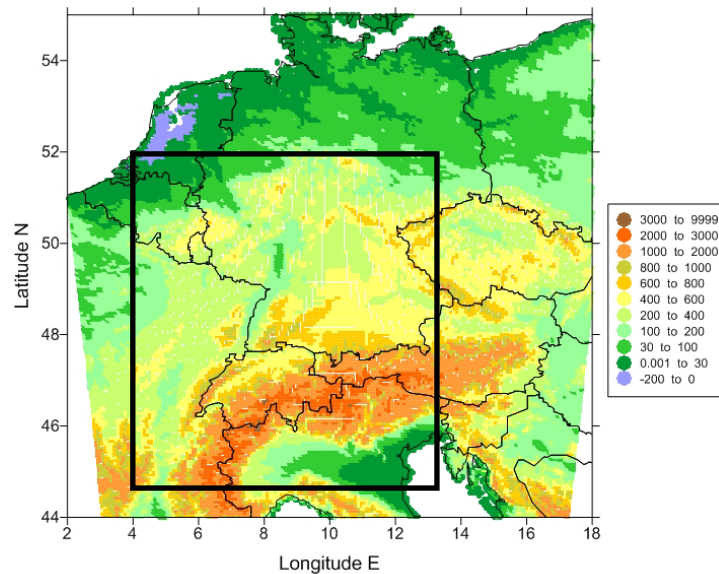 54
52
50
48
46
44
Latitude N
2 4 6 8 10 12 14 16 18
Longitude E
3000 to 9999
2000 to 3000
1000 to 2000
800 to 1000
600 to 800
400 to 600
200 to 400
100 to 200
30 to 100
0.001 to 30
-200 to 0